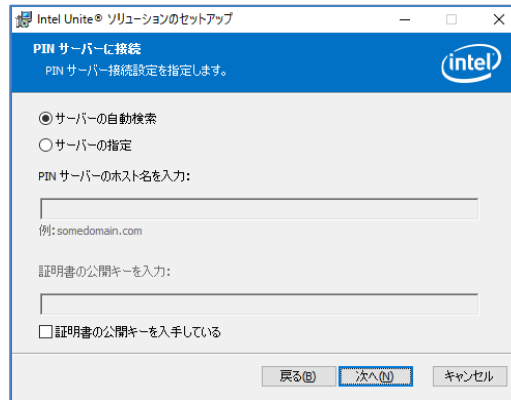 Intel Unite® ソリューションのセットアップ
PIN サーバーに接続
PIN サーバー接続設定を指定します。
intel
サーバーの自動検索
サーバーの指定
PIN サーバーのホスト名を入力:
例: somedomain.com
証明書の公開キーを入力:
証明書の公開キーを入手している
戻る(B) 次へ(N) キャンセル